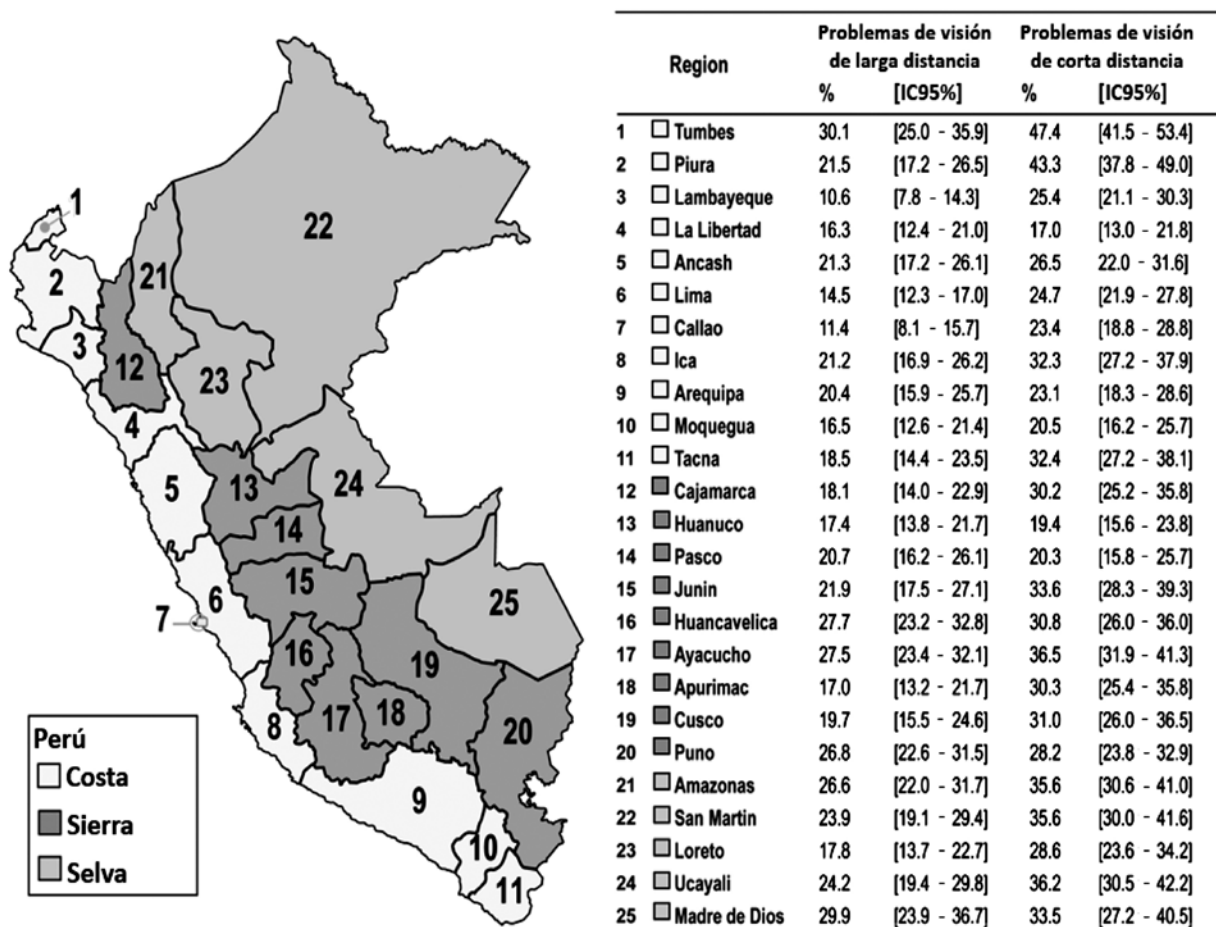 1
2
3
4
5
6
7
8
9
10
11
12
13
14
15
16
17
18
19
20
21
22
23
24
25
Perú
Costa
Sierra
Selva
Region
Problemas de visión Problemas de visión
de larga distancia de corta distancia
% [IC95%] % [IC95%]
1 Tumbes 30.1 [25.0 - 35.9] 47.4 [41.5 - 53.4]
2 Piura 21.5 [17.2 - 26.5] 43.3 [37.8 - 49.0]
3 Lambayeque 10.6 [7.8 - 14.3] 25.4 [21.1 - 30.3]
4 La Libertad 16.3 [12.4 - 21.0] 17.0 [13.0 - 21.8]
5 Ancash 21.3 [17.2 - 26.1] 26.5 22.0 - 31.6]
6 Lima 14.5 [12.3 - 17.0] 24.7 [21.9 - 27.8]
7 Callao 11.4 [8.1 - 15.7] 23.4 [18.8 - 28.8]
8 Ica 21.2 [16.9 - 26.2] 32.3 [27.2 - 37.9]
9 Arequipa 20.4 [15.9 - 25.7] 23.1 [18.3 - 28.6]
10 Moquegua 16.5 [12.6 - 21.4] 20.5 [16.2 - 25.7]
11 Tacna 18.5 [14.4 - 23.5] 32.4 [27.2 - 38.1]
12 Cajamarca 18.1 [14.0 - 22.9] 30.2 [25.2 - 35.8]
13 Huanuco 17.4 [13.8 - 21.7] 19.4 [15.6 - 23.8]
14 Pasco 20.7 [16.2 - 26.1] 20.3 [15.8 - 25.7]
15 Junin 21.9 [17.5 - 27.1] 33.6 [28.3 - 39.3]
16 Huancavelica 27.7 [23.2 - 32.8] 30.8 [26.0 - 36.0]
17 Ayacucho 27.5 [23.4 - 32.1] 36.5 [31.9 - 41.3]
18 Apurimac 17.0 [13.2 - 21.7] 30.3 [25.4 - 35.8]
19 Cusco 19.7 [15.5 - 24.6] 31.0 [26.0 - 36.5]
20 Puno 26.8 [22.6 - 31.5] 28.2 [23.8 - 32.9]
21 Amazonas 26.6 [22.0 - 31.7] 35.6 [30.6 - 41.0]
22 San Martin 23.9 [19.1 - 29.4] 35.6 [30.0 - 41.6]
23 Loreto 17.8 [13.7 - 22.7] 28.6 [23.6 - 34.2]
24 Ucayali 24.2 [19.4 - 29.8] 36.2 [30.5 - 42.2]
25 Madre de Dios 29.9 [23.9 - 36.7] 33.5 [27.2 - 40.5]